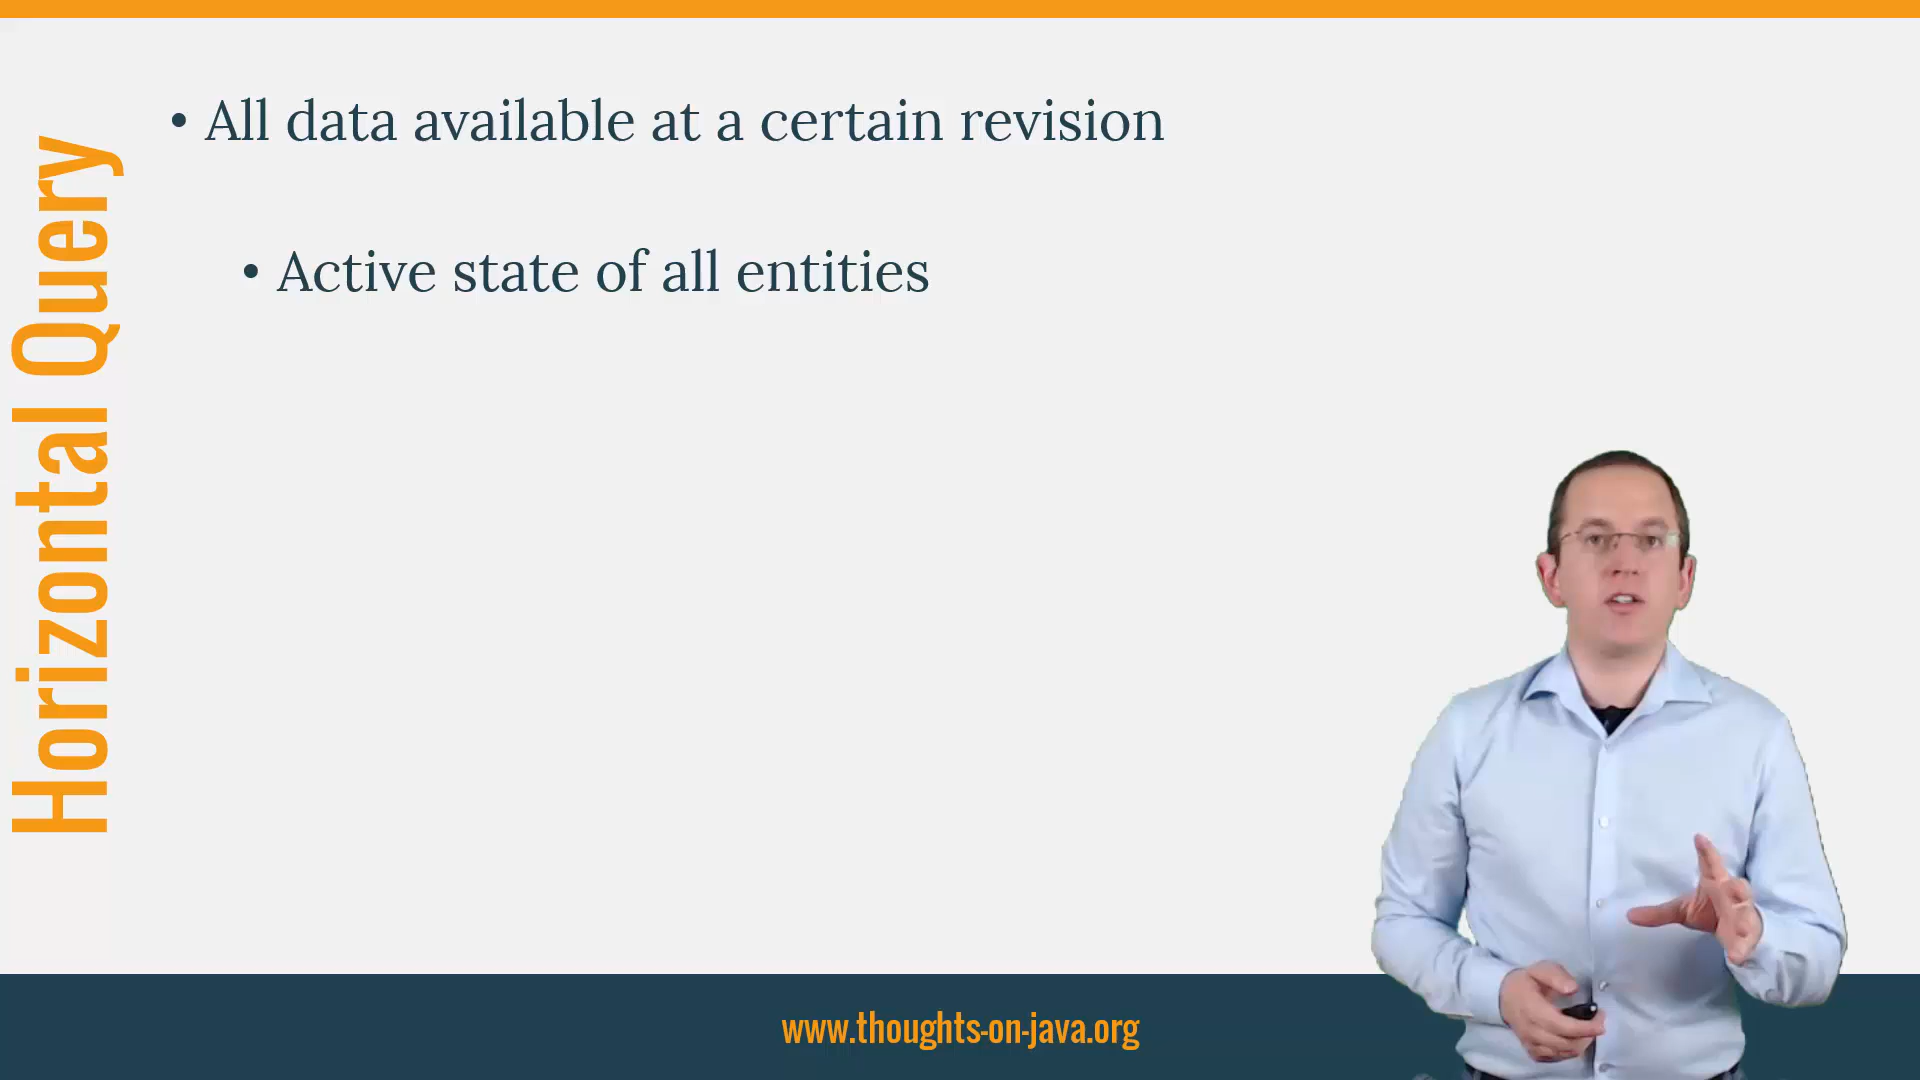 Horizontal Query
• All data available at a certain revision
• Active state of all entities
www.thoughts-on-java.org